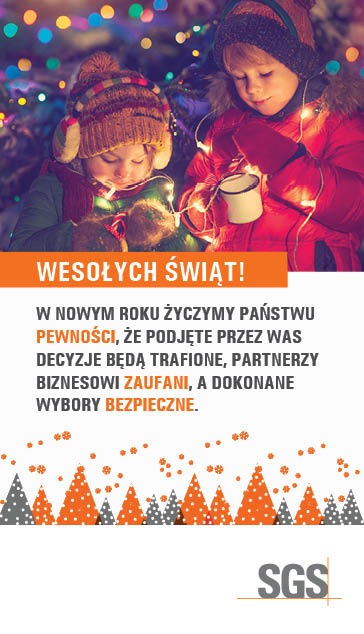 WESOŁYCH ŚWIĄT!
W NOWYM ROKU ŻYCZYMY PAŃSTWU
PEWNOŚCI, ŻE PODJĘTE PRZEZ WAS
DECYZJE BĘDĄ TRAFIONE, PARTNERZY
BIZNESOWI ZAUFANI, A DOKONANE
WYBORY BEZPIECZNE.
SGS